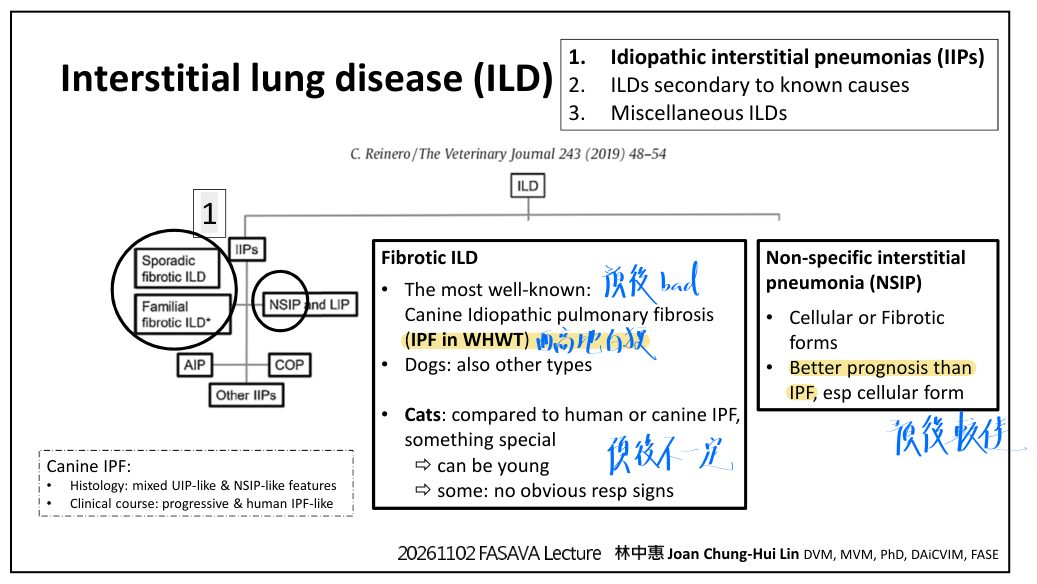 Interstitial lung disease (ILD)
1. Idiopathic interstitial pneumonias (IIPs)
2. ILDs secondary to known causes
3. Miscellaneous ILDs
C. Reinero/The Veterinary Journal 243 (2019) 48–54
ILD
1
IIPs
Sporadic
fibrotic ILD
Familial
fibrotic ILD*
NSIP and LIP
AIP
COP
Other IIPs
Canine IPF:
• Histology: mixed UIP-like & NSIP-like features
• Clinical course: progressive & human IPF-like
Fibrotic ILD
• The most well-known: 預後 bad
Canine Idiopathic pulmonary fibrosis
(IPF in WHWT) 西高地白㹴
• Dogs: also other types
• Cats: compared to human or canine IPF,
something special
⇨ can be young 預後不一定
⇨ some: no obvious resp signs
Non-specific interstitial
pneumonia (NSIP)
• Cellular or Fibrotic
forms
• Better prognosis than
IPF, esp cellular form
預後較佳
20261102 FASAVA Lecture 林中惠 Joan Chung-Hui Lin DVM, MVM, PhD, DAiCVIM, FASE